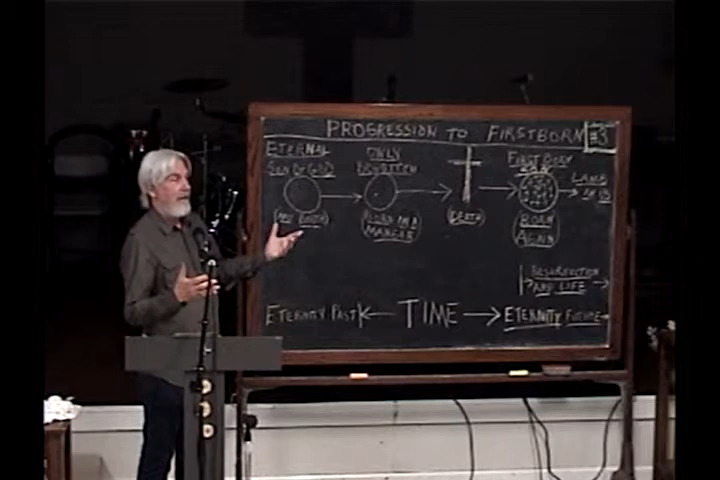 PROGRESSION TO FIRSTBORN #3
ETERNAL
SON OF GOD
(NO BIRTH)
ONLY
BEGOTTEN
BORN IN A
MANGER
DEATH
FIRST BORN
BORN
AGAIN
LAMB
RESURRECTION
AND LIFE
ETERNITY PAST TIME ETERNITY FUTURE